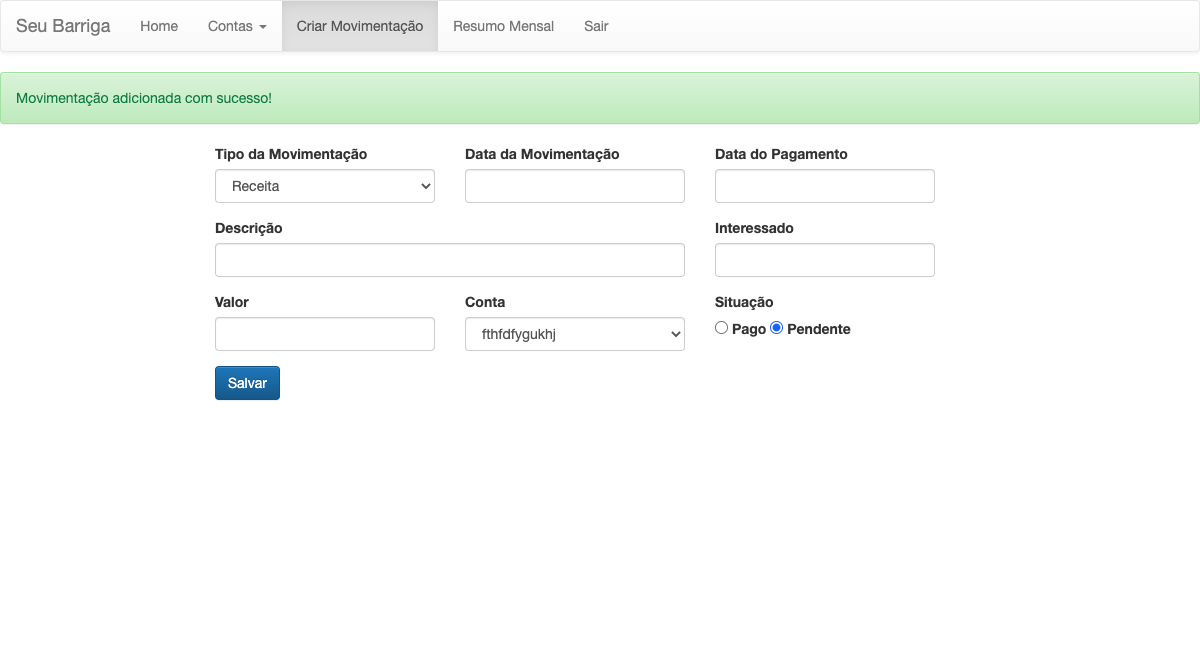 Seu Barriga Home Contas Criar Movimentação Resumo Mensal Sair
Movimentação adicionada com sucesso!
Tipo da Movimentação Data da Movimentação Data do Pagamento
Receita
Descrição Interessado
Valor Conta Situação
fthfdfygukhj Pago Pendente
Salvar